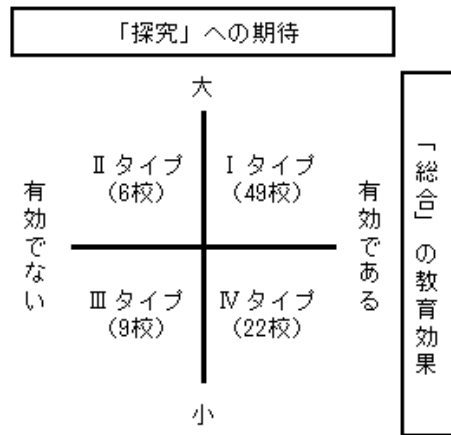 「探究」への期待
大
Ⅱタイプ
(6校)
Ⅰタイプ
(49校)
有効でない
有効である
「総合」の教育効果
Ⅲタイプ
(9校)
Ⅳタイプ
(22校)
小